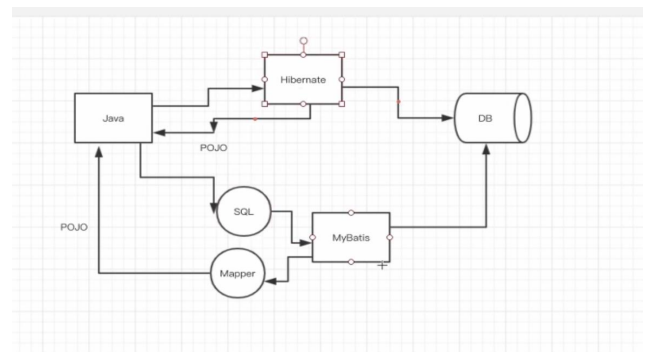 Hibernate
Java
DB
POJO
SQL
POJO
MyBatis
Mapper